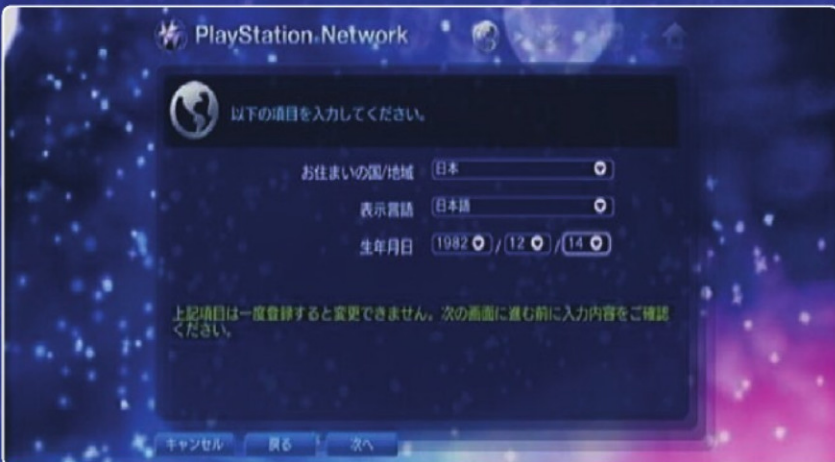 PlayStation®Network
以下の項目を入力してください。
お住まいの国/地域 日本
表示言語 日本語
生年月日 1982 / 12 / 14
上記項目は一度登録すると変更できません。次の画面に進む前に入力内容をご確認
ください。
キャンセル 戻る 次へ